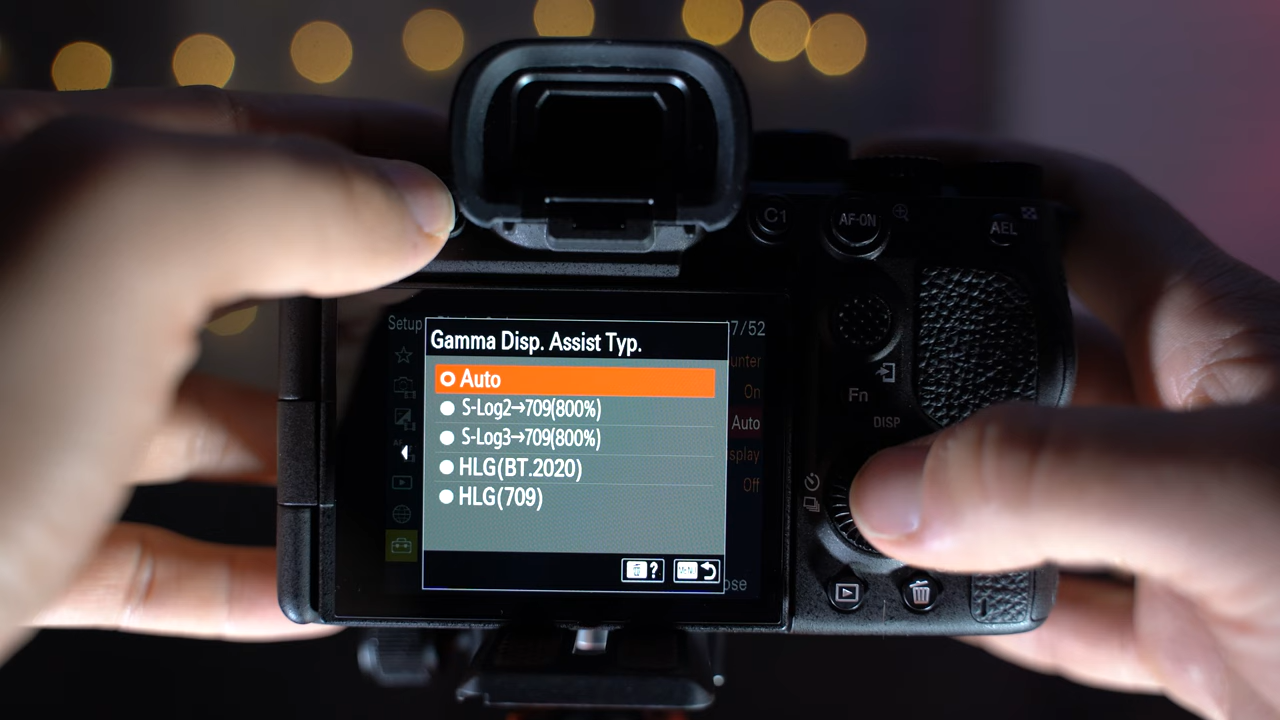 C1
AF-ON
AEL
Setup
7/52
Gamma Disp. Assist Typ.
Auto
S-Log2→709(800%)
S-Log3→709(800%)
HLG(BT.2020)
HLG(709)
On
Auto
Off
?
MENU
Fn
DISP